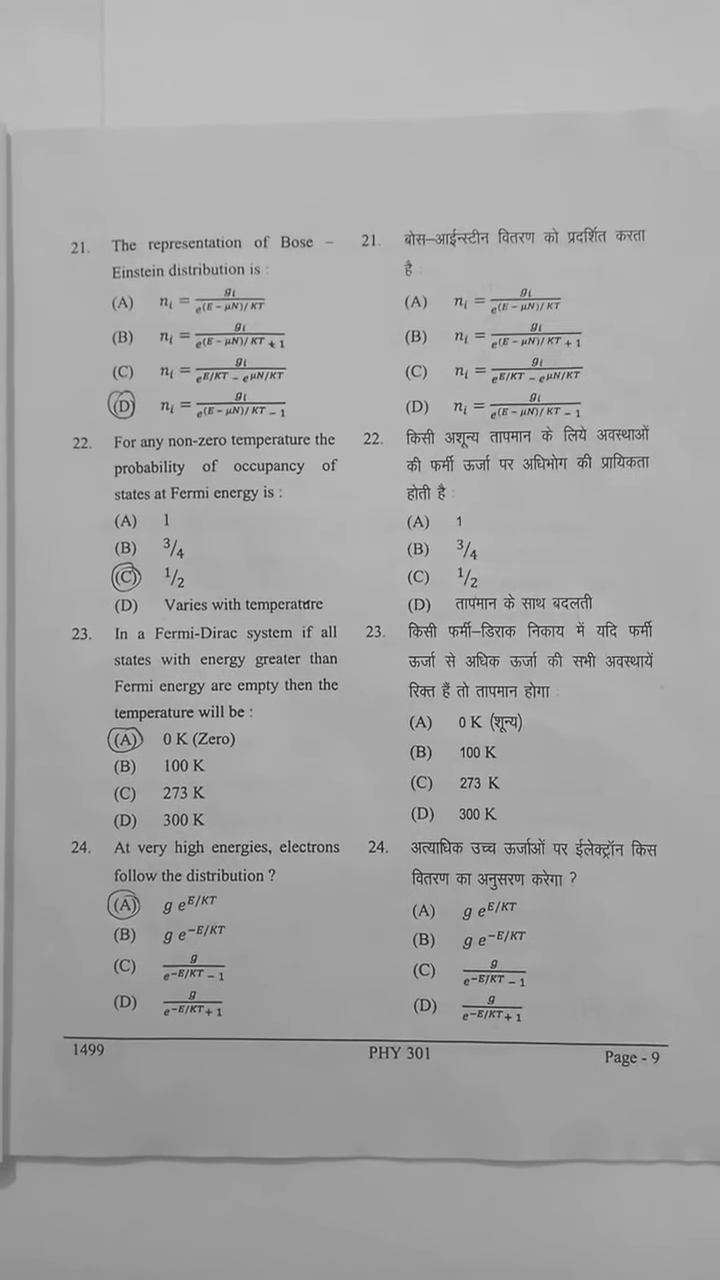 21. The representation of Bose –
Einstein distribution is :
(A) nᵢ = gᵢ / e^(E − μN)/ KT
(B) nᵢ = gᵢ / e^(E − μN)/ KT + 1
(C) nᵢ = gᵢ / e^E/KT − e^μN/KT
(D) nᵢ = gᵢ / e^(E − μN)/ KT − 1
22. For any non-zero temperature the
probability of occupancy of
states at Fermi energy is :
(A) 1
(B) 3/4
(C) 1/2
(D) Varies with temperature
23. In a Fermi-Dirac system if all
states with energy greater than
Fermi energy are empty then the
temperature will be :
(A) 0 K (Zero)
(B) 100 K
(C) 273 K
(D) 300 K
24. At very high energies, electrons
follow the distribution ?
(A) g e^E/KT
(B) g e^−E/KT
(C) g / e^−E/KT − 1
(D) g / e^−E/KT + 1
21. बोस–आईन्स्टीन वितरण को प्रदर्शित करता
है :
(A) nᵢ = gᵢ / e^(E − μN)/ KT
(B) nᵢ = gᵢ / e^(E − μN)/ KT + 1
(C) nᵢ = gᵢ / e^E/KT − e^μN/KT
(D) nᵢ = gᵢ / e^(E − μN)/ KT − 1
22. किसी अशून्य तापमान के लिये अवस्थाओं
की फर्मी ऊर्जा पर अधिभोग की प्रायिकता
होती है :
(A) 1
(B) 3/4
(C) 1/2
(D) तापमान के साथ बदलती
23. किसी फर्मी–डिराक निकाय में यदि फर्मी
ऊर्जा से अधिक ऊर्जा की सभी अवस्थायें
रिक्त हैं तो तापमान होगा :
(A) 0 K (शून्य)
(B) 100 K
(C) 273 K
(D) 300 K
24. अत्याधिक उच्च ऊर्जाओं पर ईलेक्ट्रॉन किस
वितरण का अनुसरण करेगा ?
(A) g e^E/KT
(B) g e^−E/KT
(C) g / e^−E/KT − 1
(D) g / e^−E/KT + 1
1499 PHY 301 Page - 9